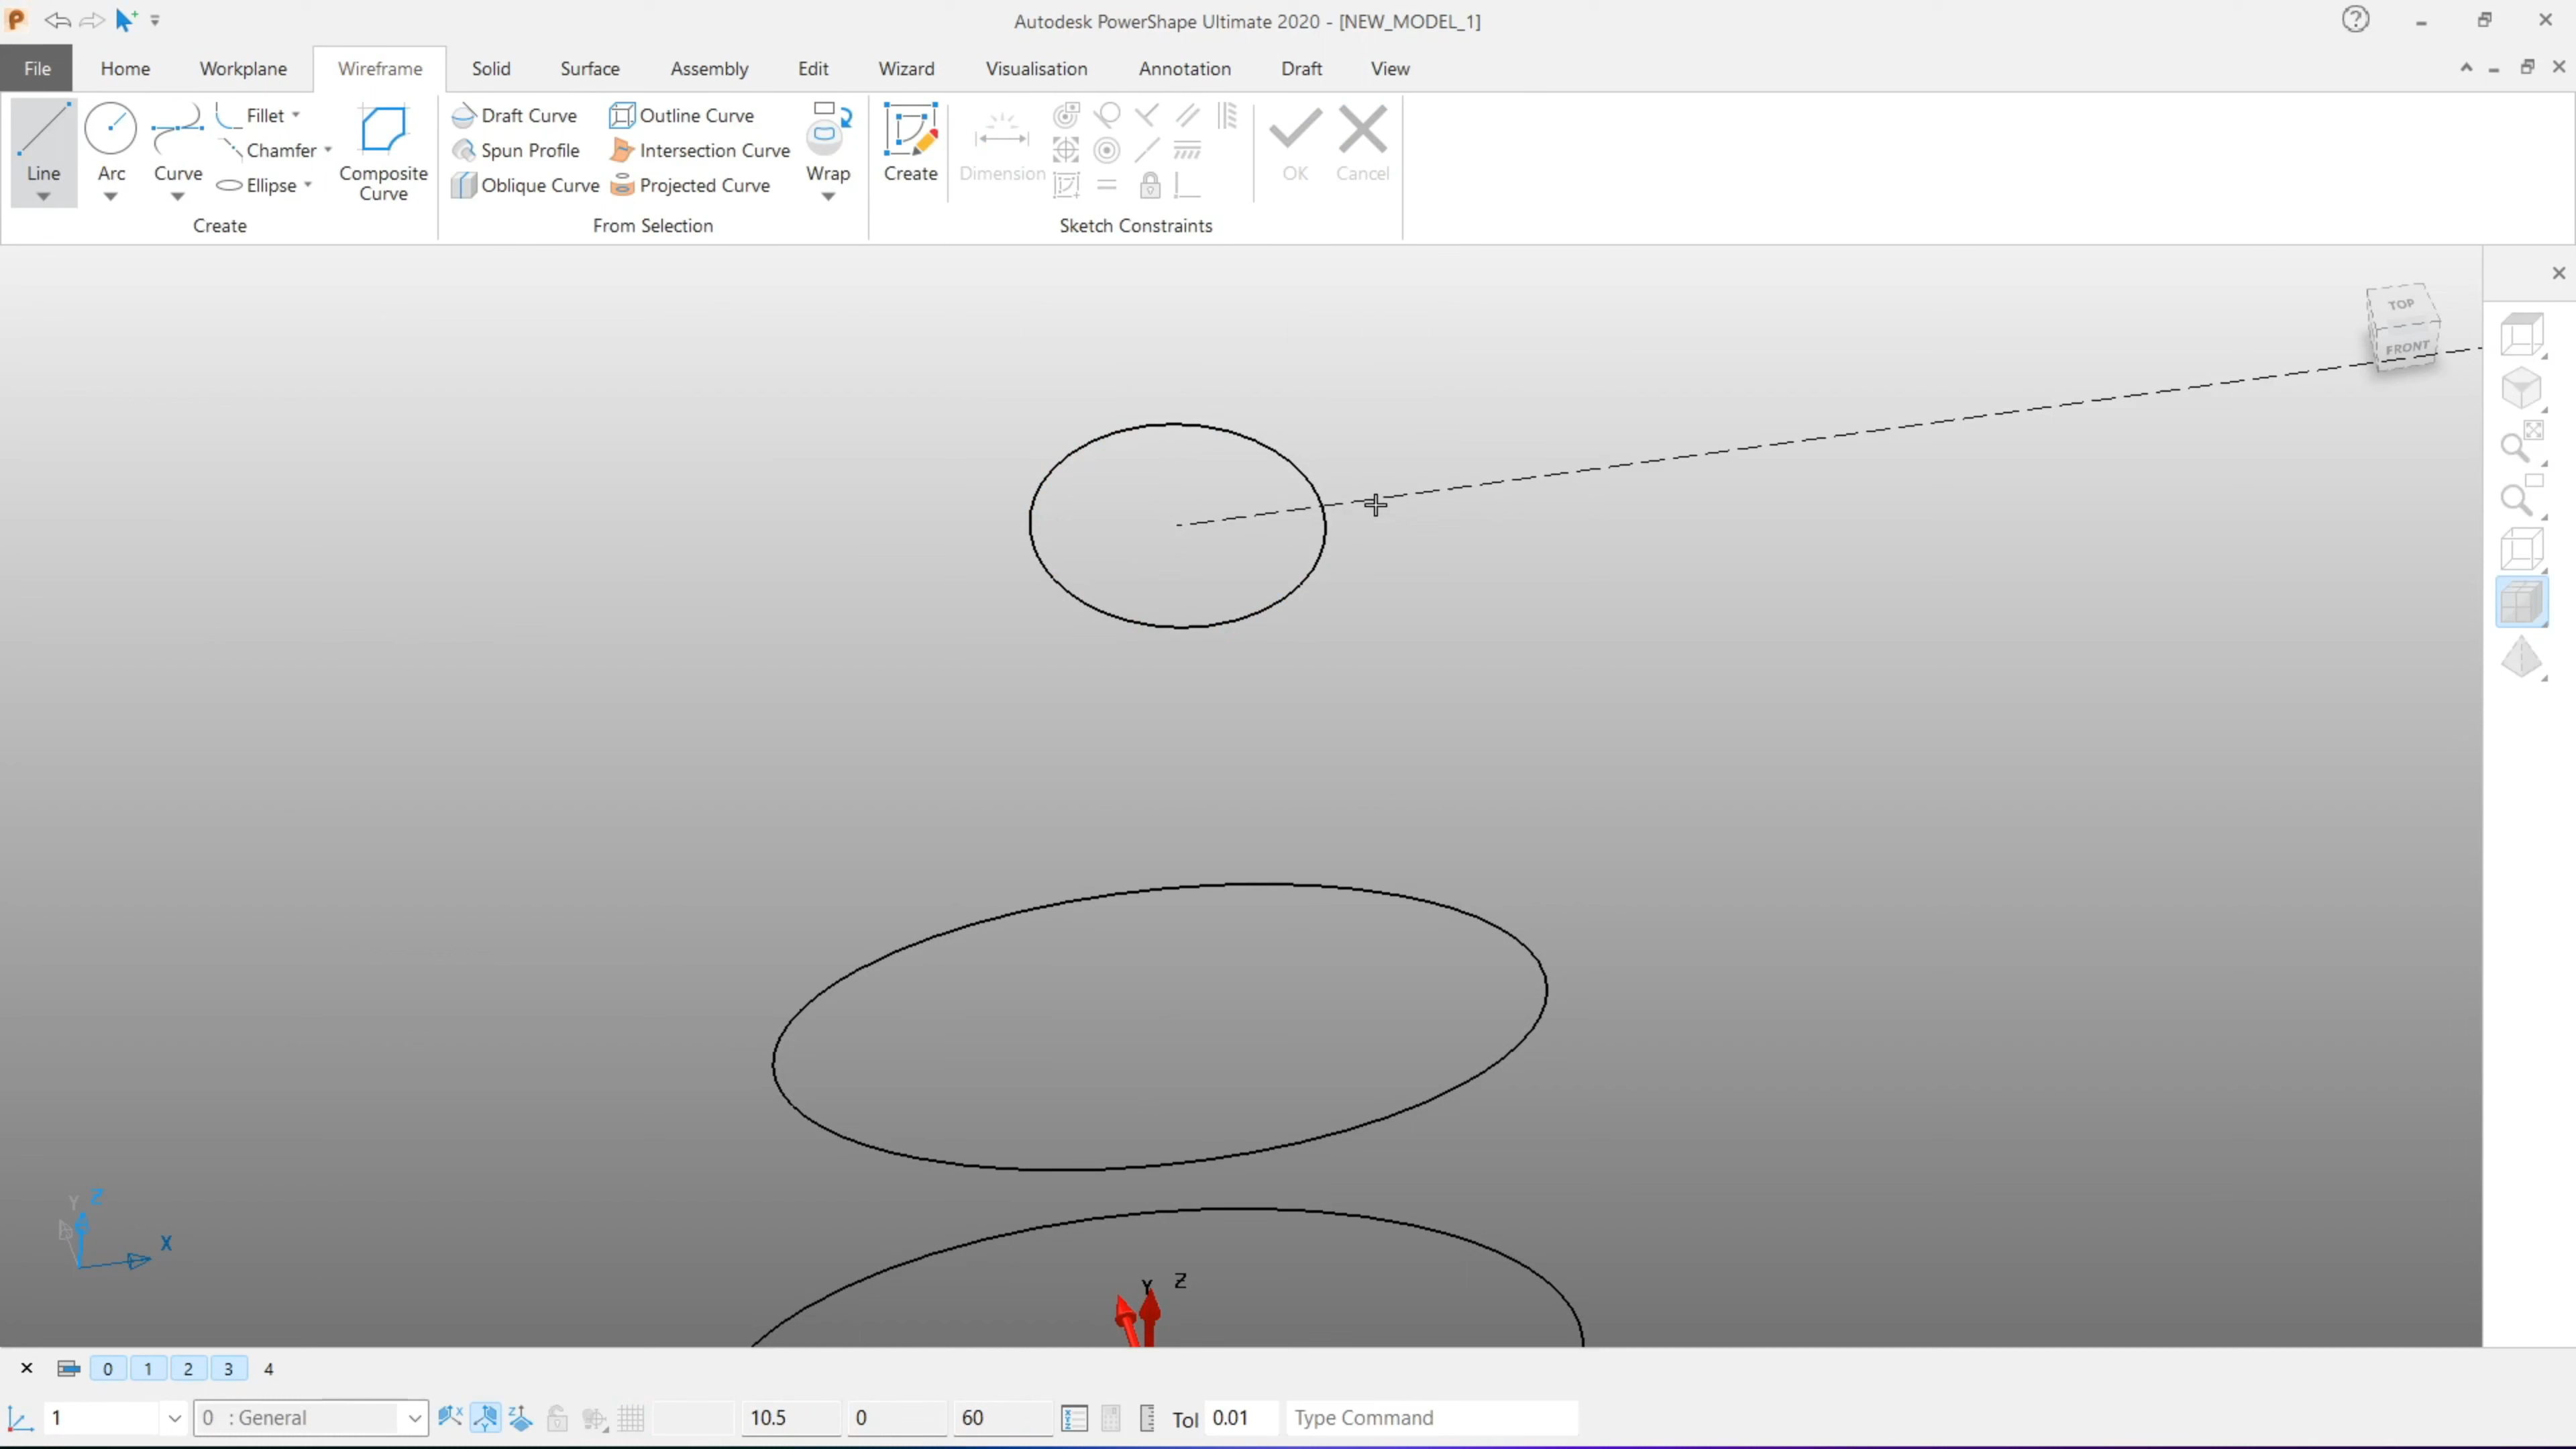 P
Autodesk PowerShape Ultimate 2020 - [NEW_MODEL_1]
File Home Workplane Wireframe Solid Surface Assembly Edit Wizard Visualisation Annotation Draft View
Line
Arc
Curve
Fillet
Chamfer
Ellipse
Composite Curve
Create
Draft Curve
Spun Profile
Oblique Curve
Outline Curve
Intersection Curve
Projected Curve
Wrap
From Selection
Create
Dimension
OK
Cancel
Sketch Constraints
TOP
FRONT
Y Z
X
Y Z
0 1 2 3 4
1
0 : General
X
Y
Z
10.5
0
60
Tol 0.01
Type Command